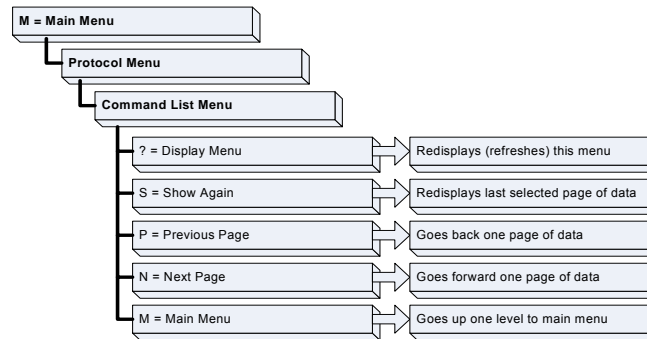 M = Main Menu
Protocol Menu
Command List Menu
? = Display Menu
Redisplays (refreshes) this menu
S = Show Again
Redisplays last selected page of data
P = Previous Page
Goes back one page of data
N = Next Page
Goes forward one page of data
M = Main Menu
Goes up one level to main menu